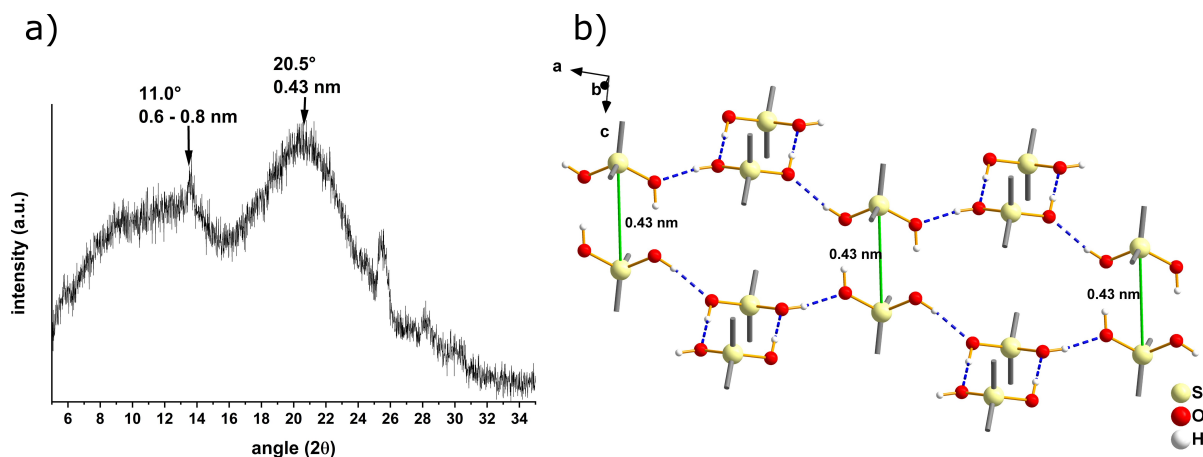 a)
11.0°
0.6 - 0.8 nm
20.5°
0.43 nm
intensity (a.u.)
6 8 10 12 14 16 18 20 22 24 26 28 30 32 34
angle (2θ)
b)
a
b
c
0.43 nm
0.43 nm
0.43 nm
S
O
H